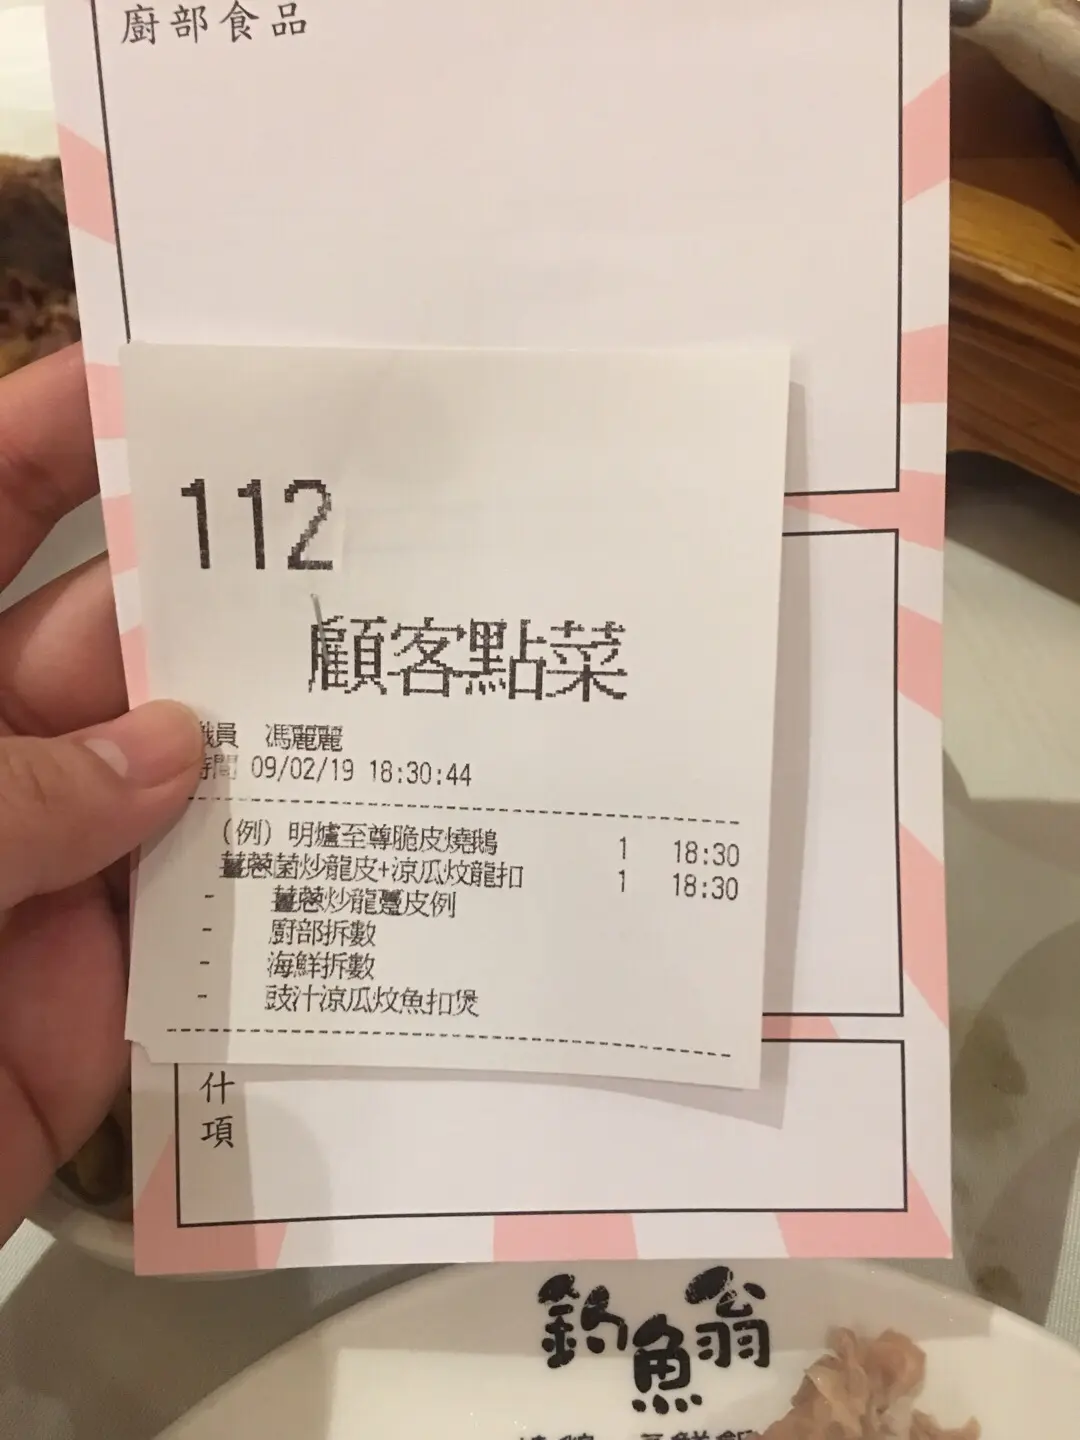 廚部食品
112
顧客點菜
職員 馮麗麗
時間 09/02/19 18:30:44
(例) 明爐至尊脆皮燒鵝 1 18:30
薑蔥菌炒龍皮+涼瓜炆龍扣 1 18:30
- 薑蔥炒龍躉皮例
- 廚部拆數
- 海鮮拆數
- 豉汁涼瓜炆魚扣煲
什項
釣魚翁